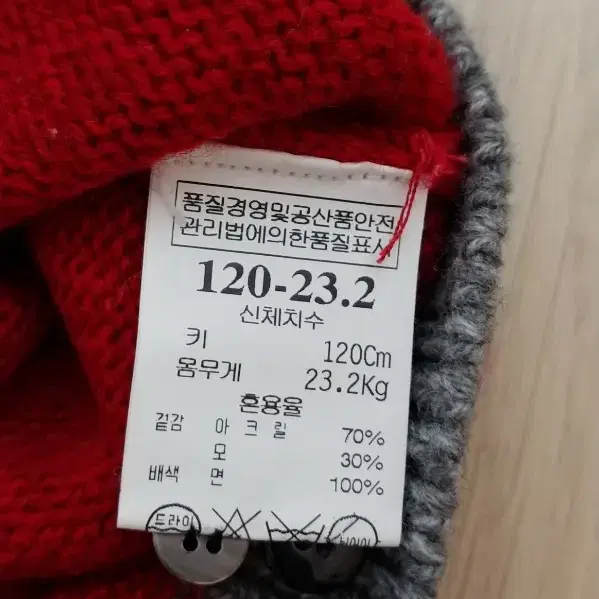 품질경영및공산품안전
관리법에의한품질표시
120-23.2
신체치수
키 120Cm
몸무게 23.2Kg
혼용율
겉감 아크릴 70%
모 30%
배색 면 100%
드라이